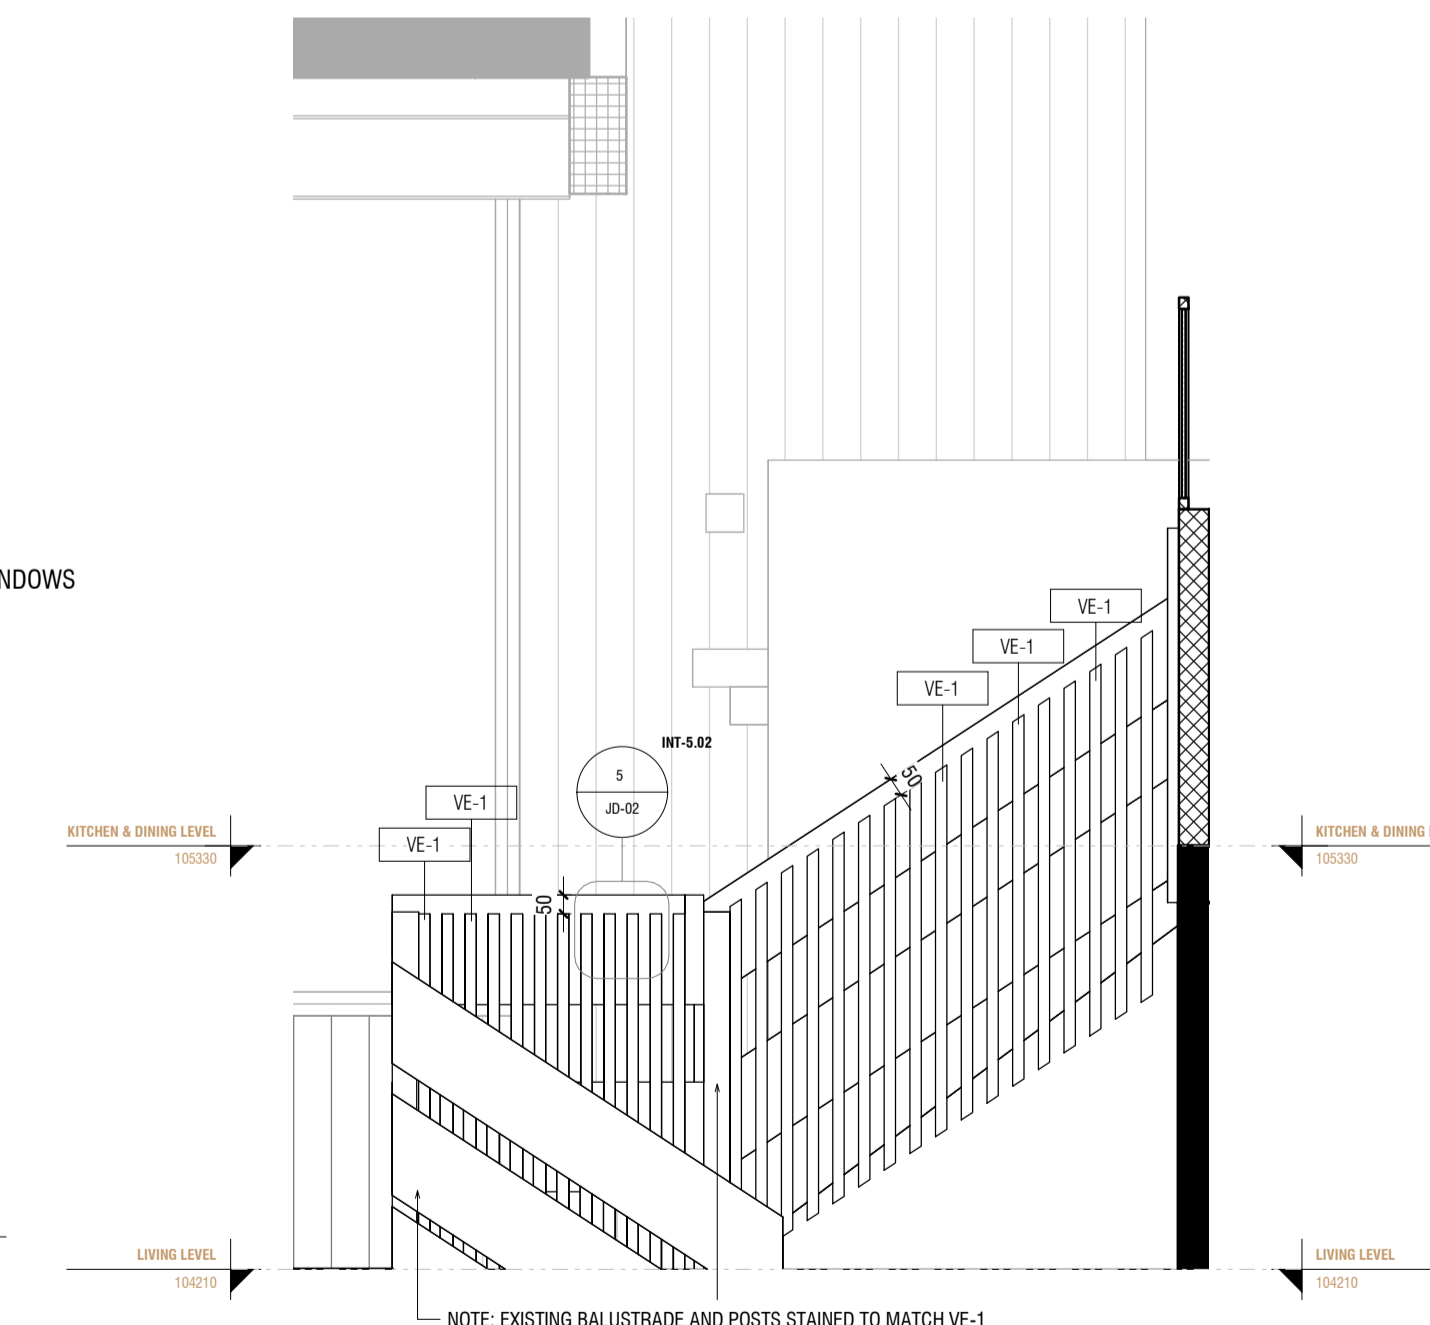 NDOWS
VE-1
VE-1
VE-1
50
INT-5.02
5
JD-02
VE-1
VE-1
KITCHEN & DINING LEVEL
105330
KITCHEN & DINING
105330
50
LIVING LEVEL
104210
LIVING LEVEL
104210
NOTE: EXISTING BALUSTRADE AND POSTS STAINED TO MATCH VE-1